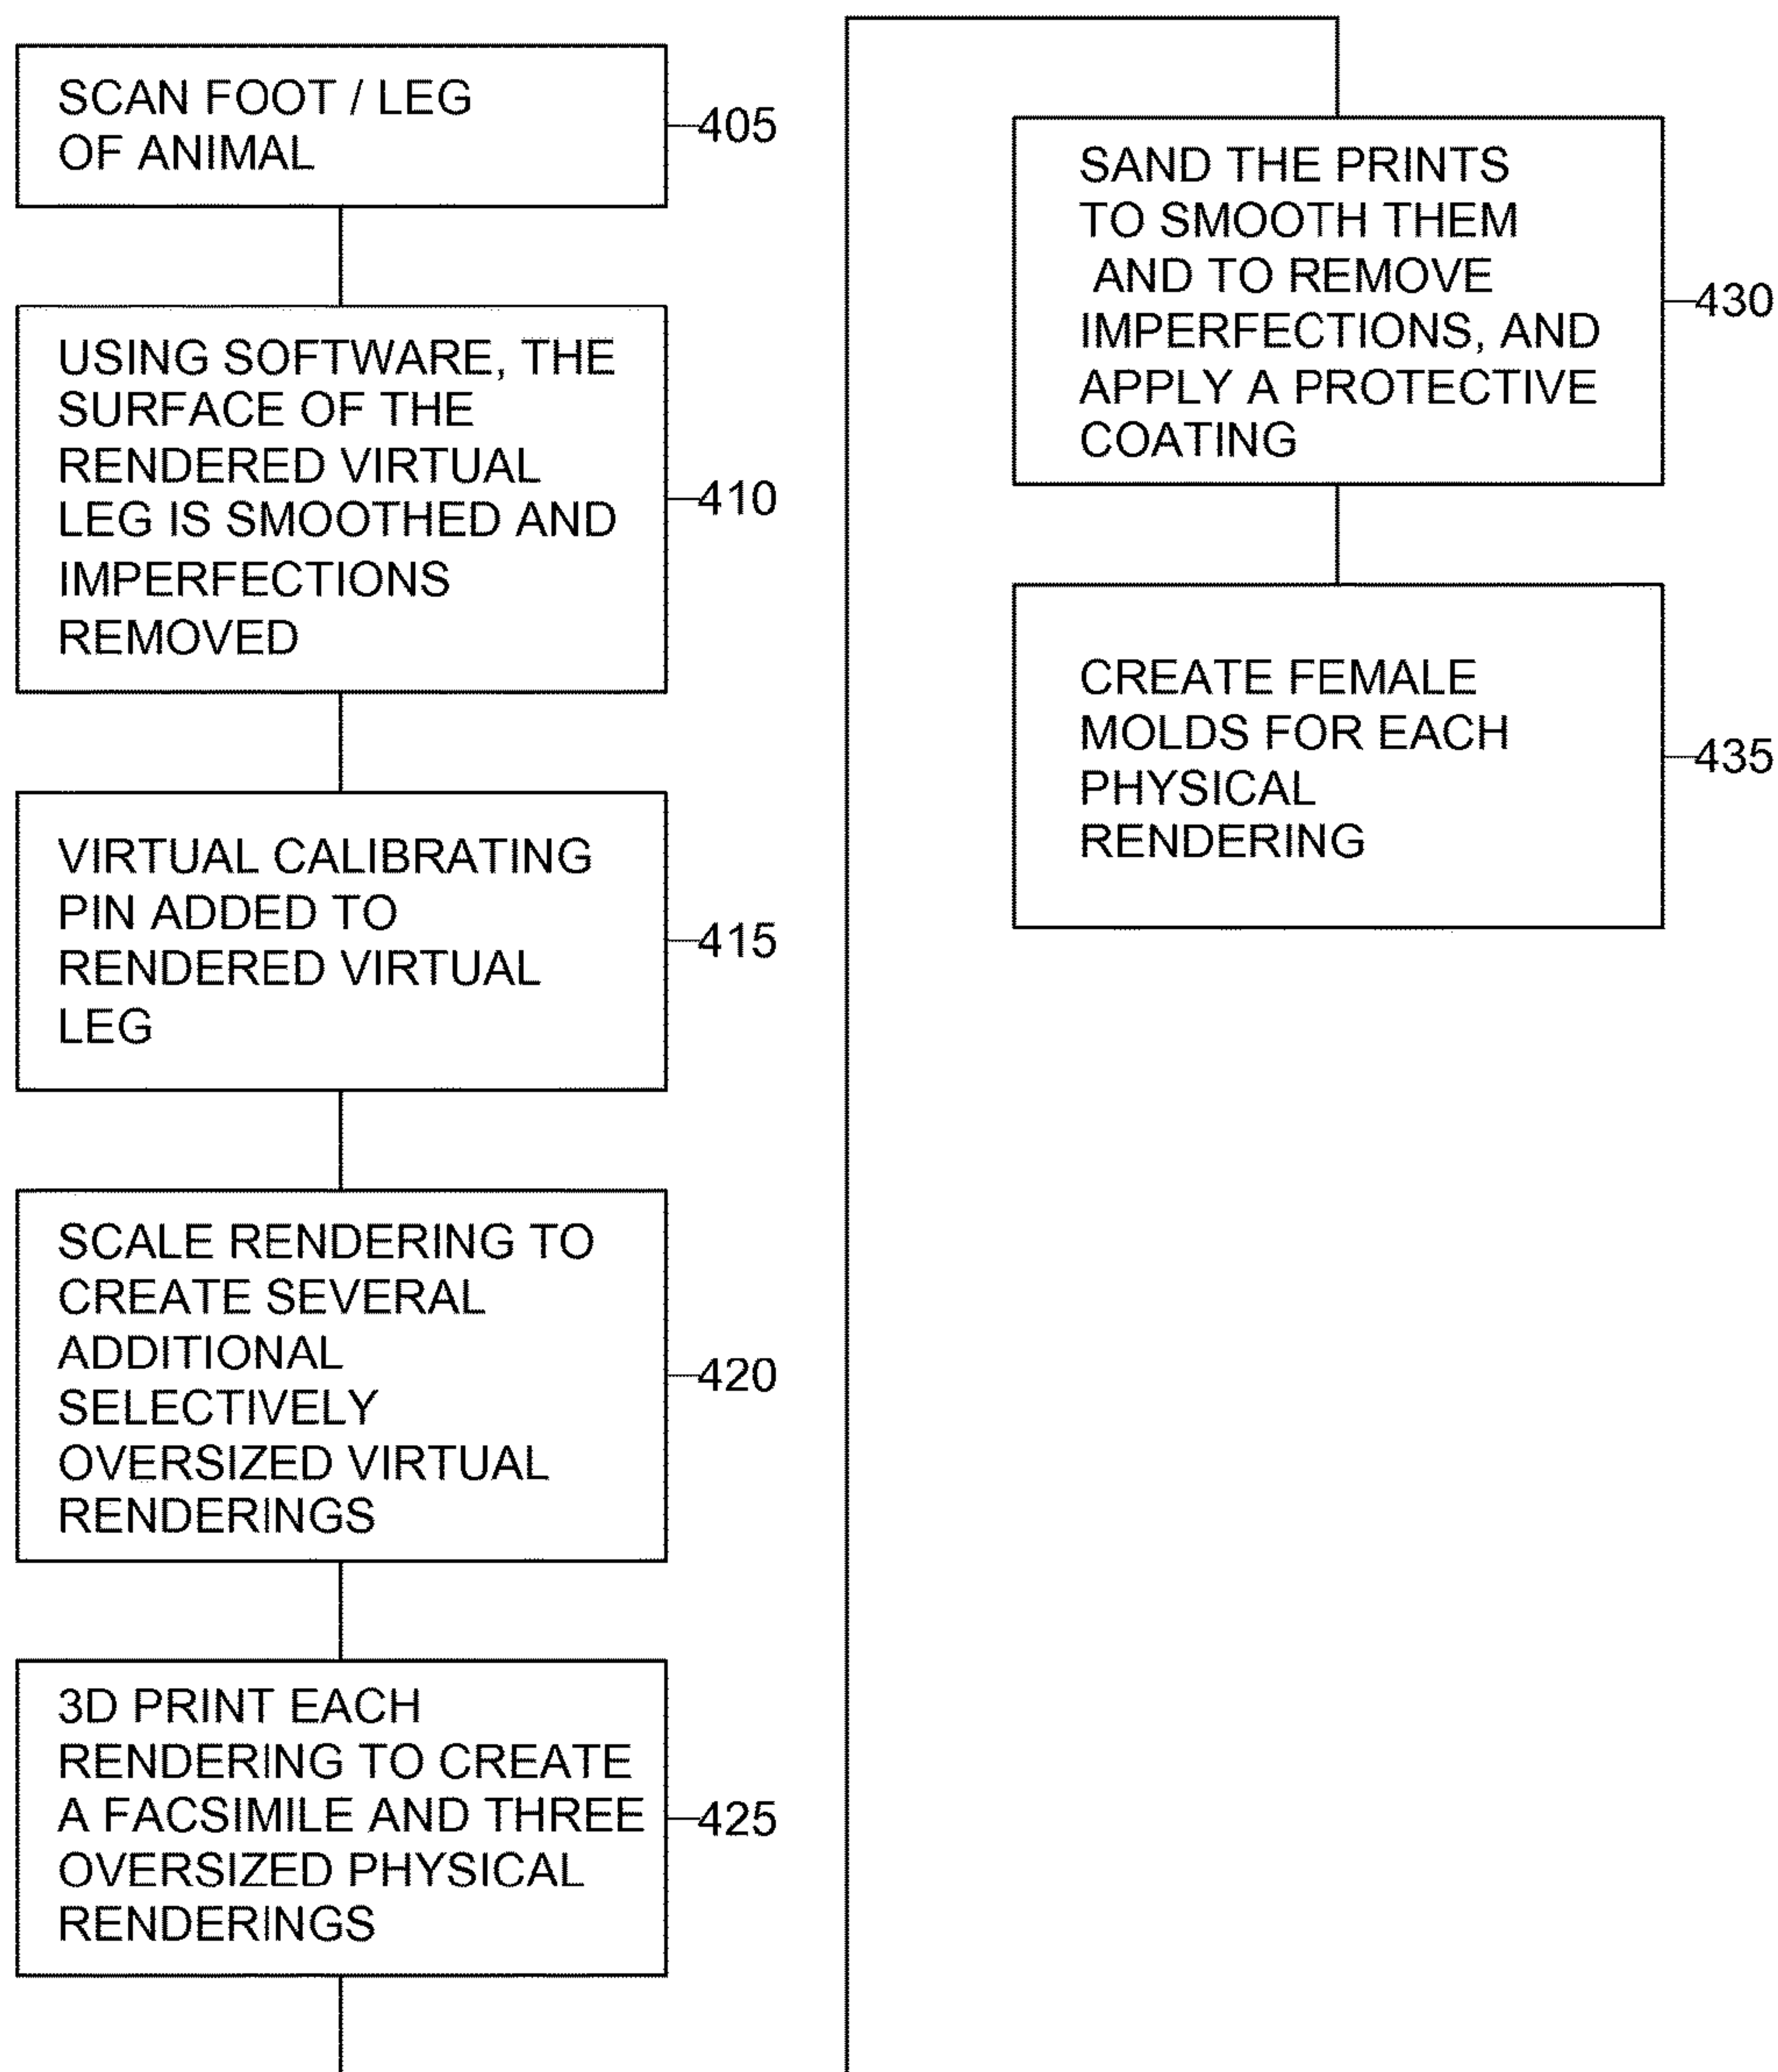 SCAN FOOT / LEG
OF ANIMAL
405
USING SOFTWARE, THE
SURFACE OF THE
RENDERED VIRTUAL
LEG IS SMOOTHED AND
IMPERFECTIONS
REMOVED
410
VIRTUAL CALIBRATING
PIN ADDED TO
RENDERED VIRTUAL
LEG
415
SCALE RENDERING TO
CREATE SEVERAL
ADDITIONAL
SELECTIVELY
OVERSIZED VIRTUAL
RENDERINGS
420
3D PRINT EACH
RENDERING TO CREATE
A FACSIMILE AND THREE
OVERSIZED PHYSICAL
RENDERINGS
425
SAND THE PRINTS
TO SMOOTH THEM
AND TO REMOVE
IMPERFECTIONS, AND
APPLY A PROTECTIVE
COATING
430
CREATE FEMALE
MOLDS FOR EACH
PHYSICAL
RENDERING
435